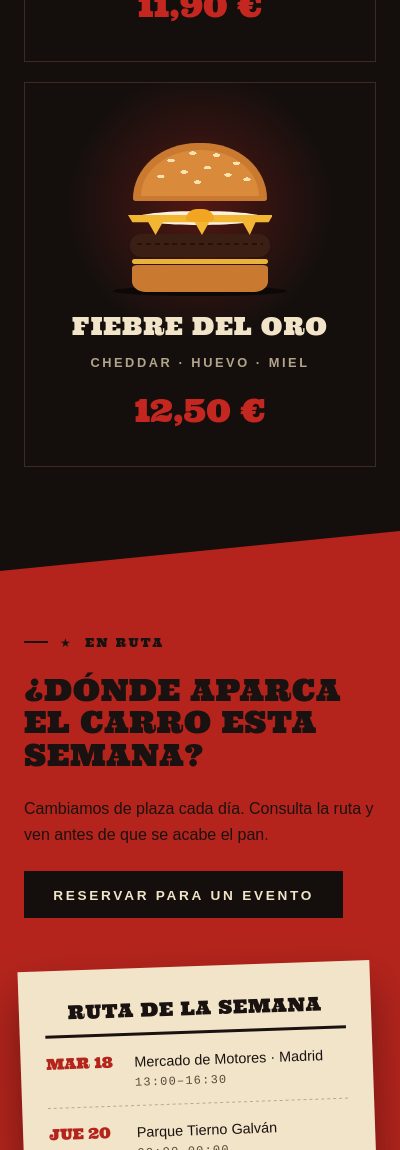 11,90 €
FIEBRE DEL ORO
CHEDDAR · HUEVO · MIEL
12,50 €
★ EN RUTA
¿DÓNDE APARCA
EL CARRO ESTA
SEMANA?
Cambiamos de plaza cada día. Consulta la ruta y
ven antes de que se acabe el pan.
RESERVAR PARA UN EVENTO
RUTA DE LA SEMANA
MAR 18 Mercado de Motores · Madrid
13:00–16:30
JUE 20 Parque Tierno Galván